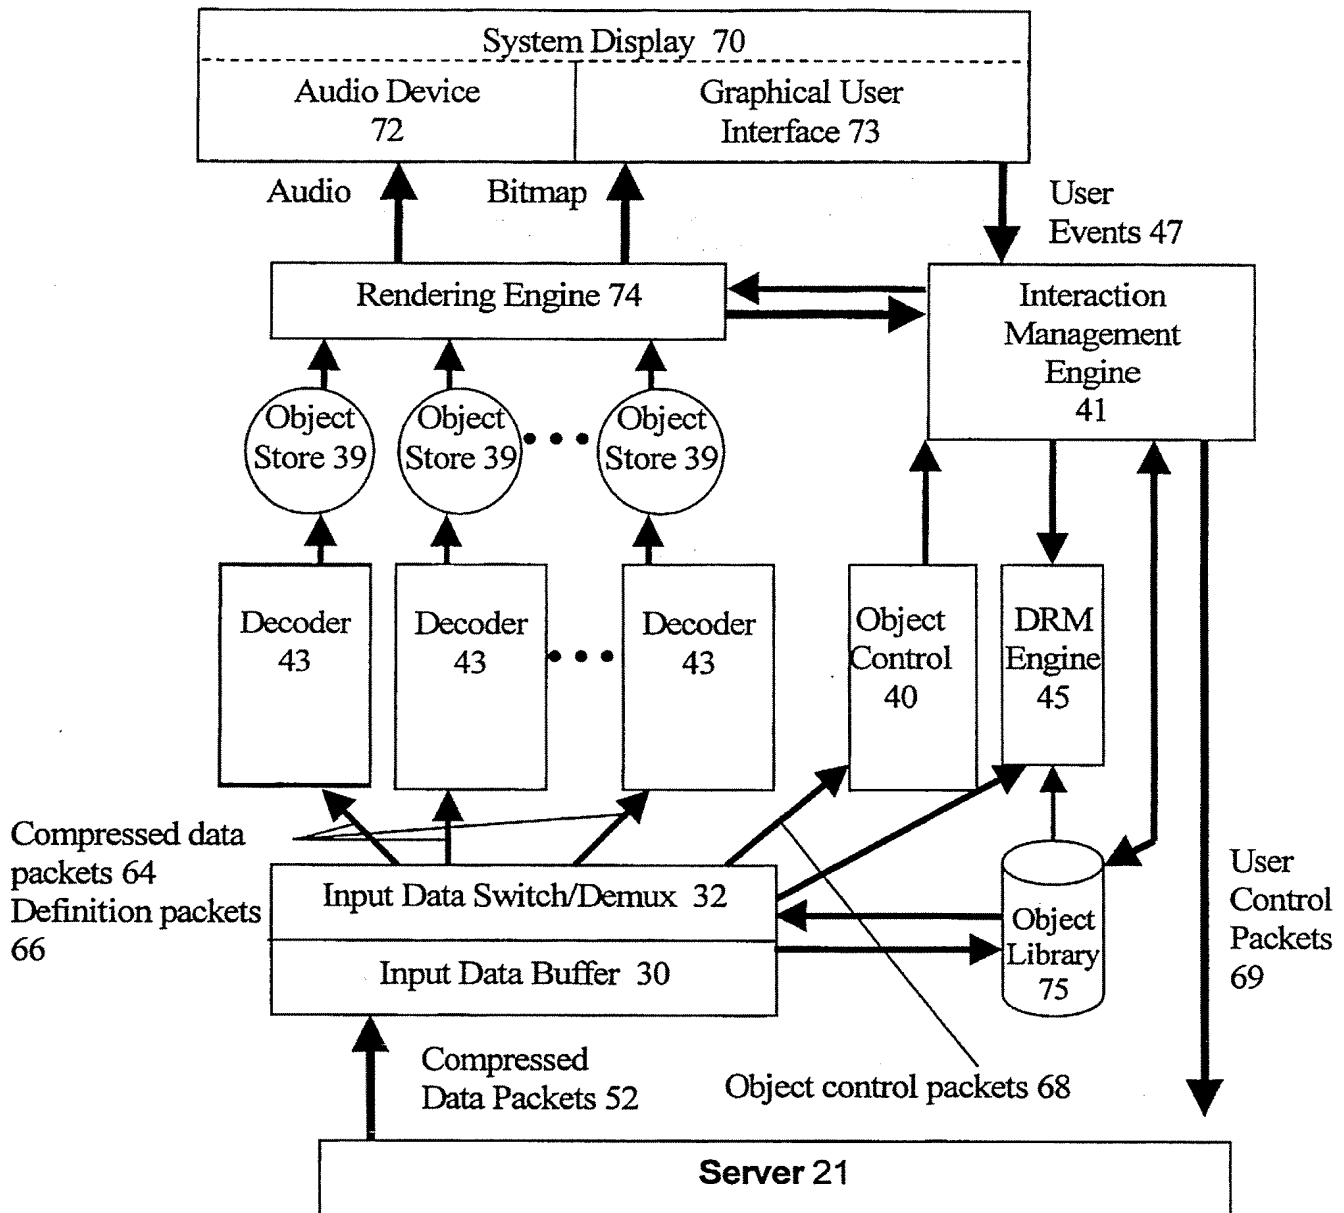 System Display 70
Audio Device
72
Graphical User
Interface 73
Audio
Bitmap
User
Events 47
Rendering Engine 74
Interaction
Management
Engine
41
Object
Store 39
Object
Store 39
Object
Store 39
Decoder
43
Decoder
43
Decoder
43
Object
Control
40
DRM
Engine
45
Compressed data
packets 64
Definition packets
66
Input Data Switch/Demux 32
Input Data Buffer 30
Object
Library
75
User
Control
Packets
69
Compressed
Data Packets 52
Object control packets 68
Server 21